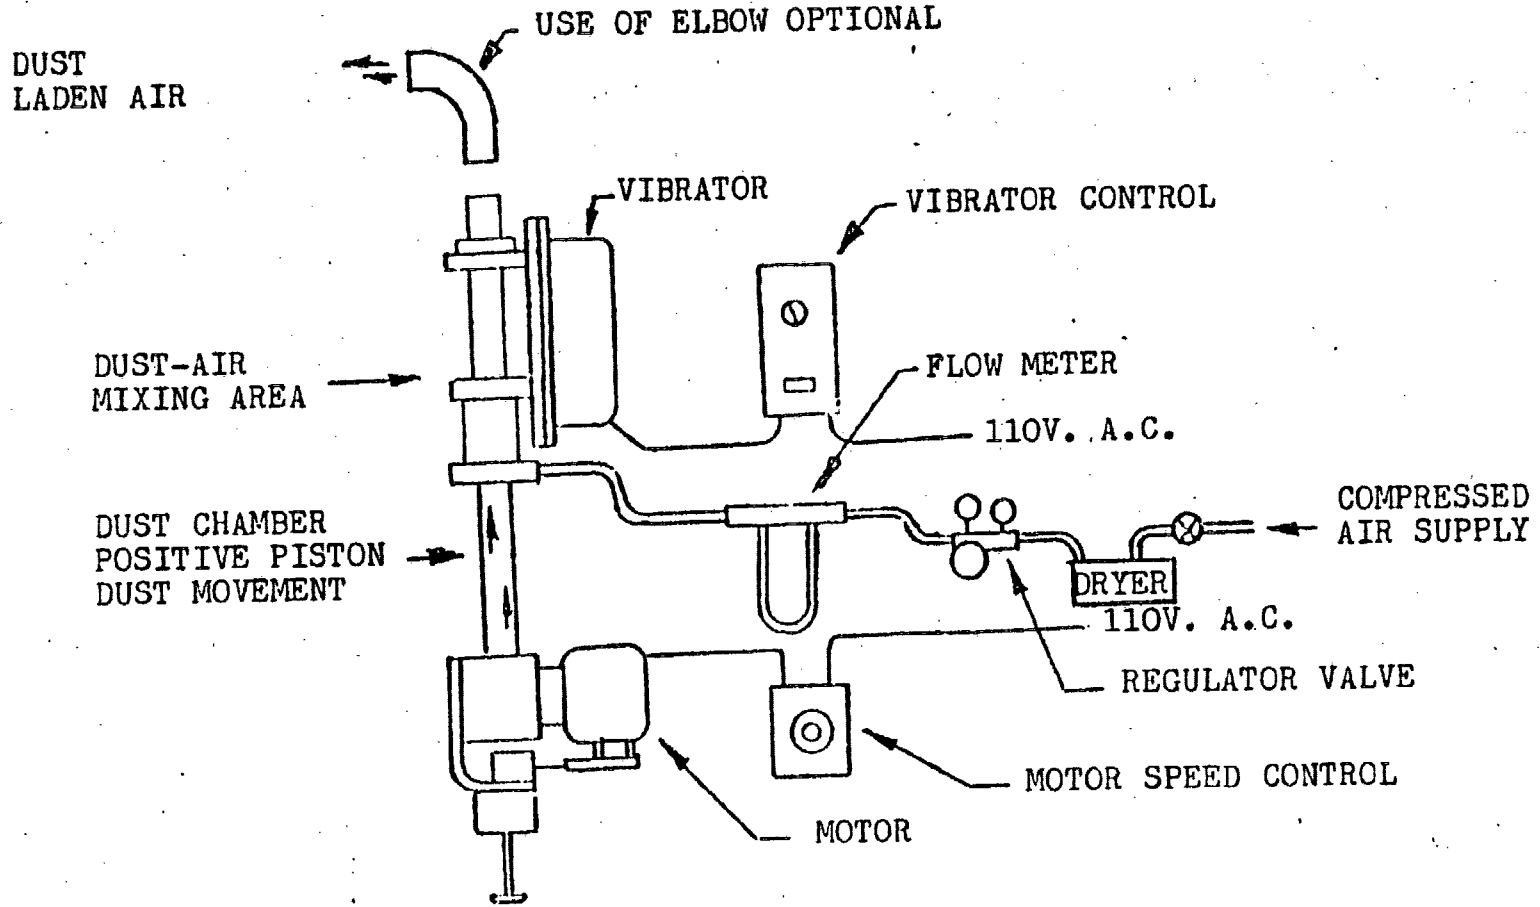 USE OF ELBOW OPTIONAL
DUST
LADEN AIR
VIBRATOR
VIBRATOR CONTROL
DUST-AIR
MIXING AREA
FLOW METER
110V. A.C.
COMPRESSED
AIR SUPPLY
DUST CHAMBER
POSITIVE PISTON
DUST MOVEMENT
DRYER
110V. A.C.
REGULATOR VALVE
MOTOR SPEED CONTROL
MOTOR